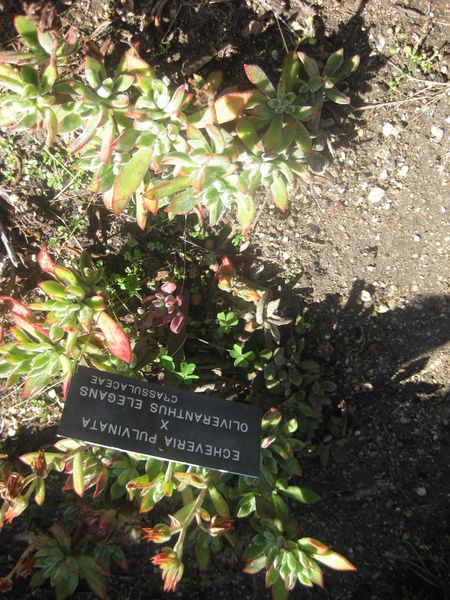 ECHEVERIA PULVINATA
X
OLIVERANTHUS ELEGANS
CRASSULACEAE